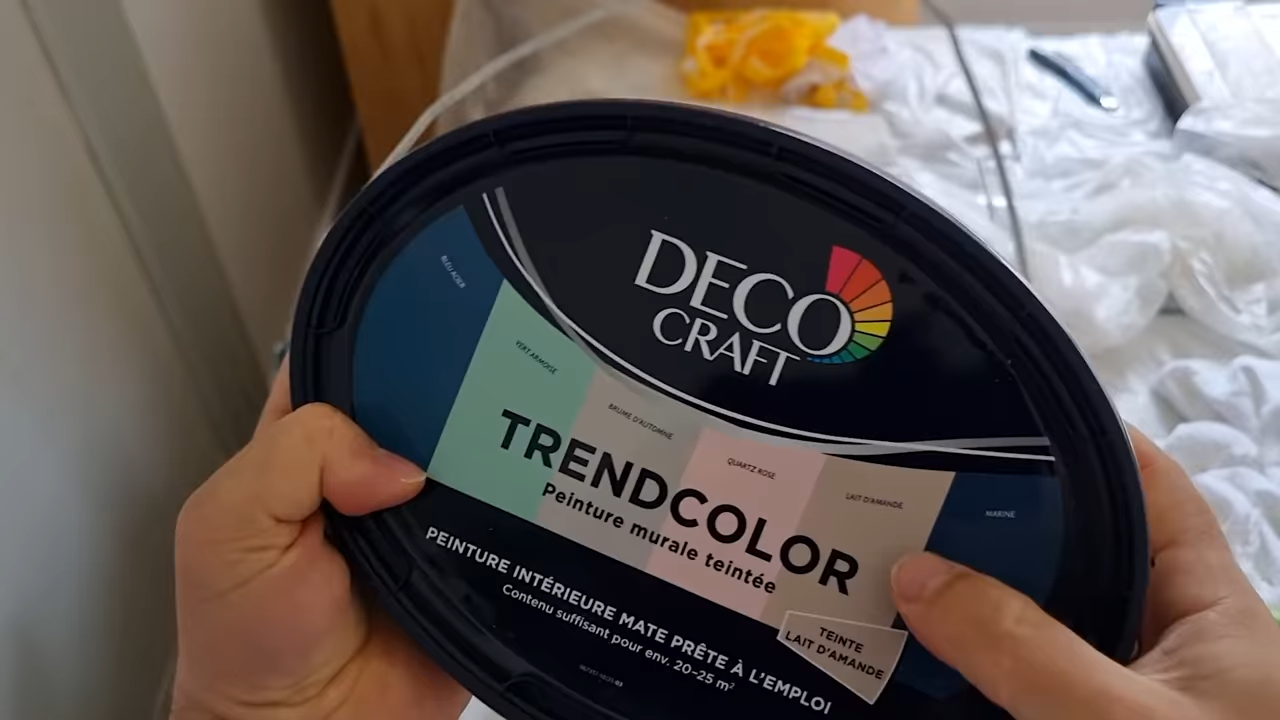 DECO
CRAFT
BLEU ACIER
VERT ARMOISE
BRUME D'AUTOMNE
QUARTZ ROSE
LAIT D'AMANDE
MARINE
TRENDCOLOR
Peinture murale teintée
PEINTURE INTÉRIEURE MATE PRÊTE À L'EMPLOI
Contenu suffisant pour env. 20-25 m²
TEINTE
LAIT D'AMANDE